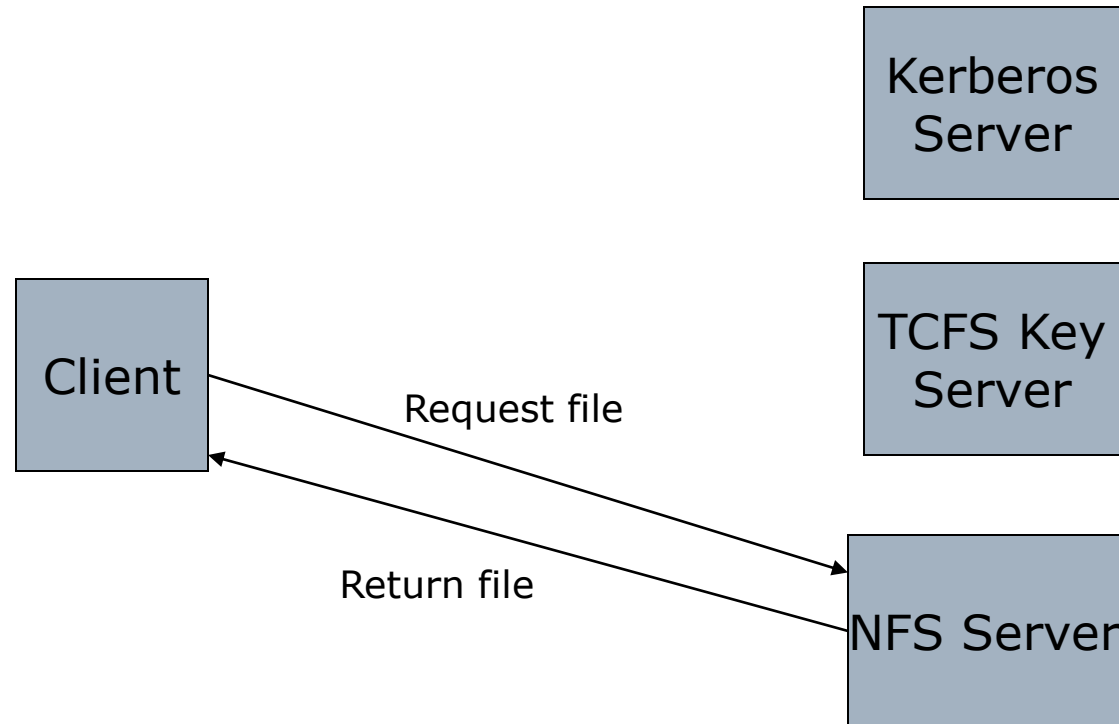 Kerberos
Server
TCFS Key
Server
Client
Request file
Return file
NFS Server